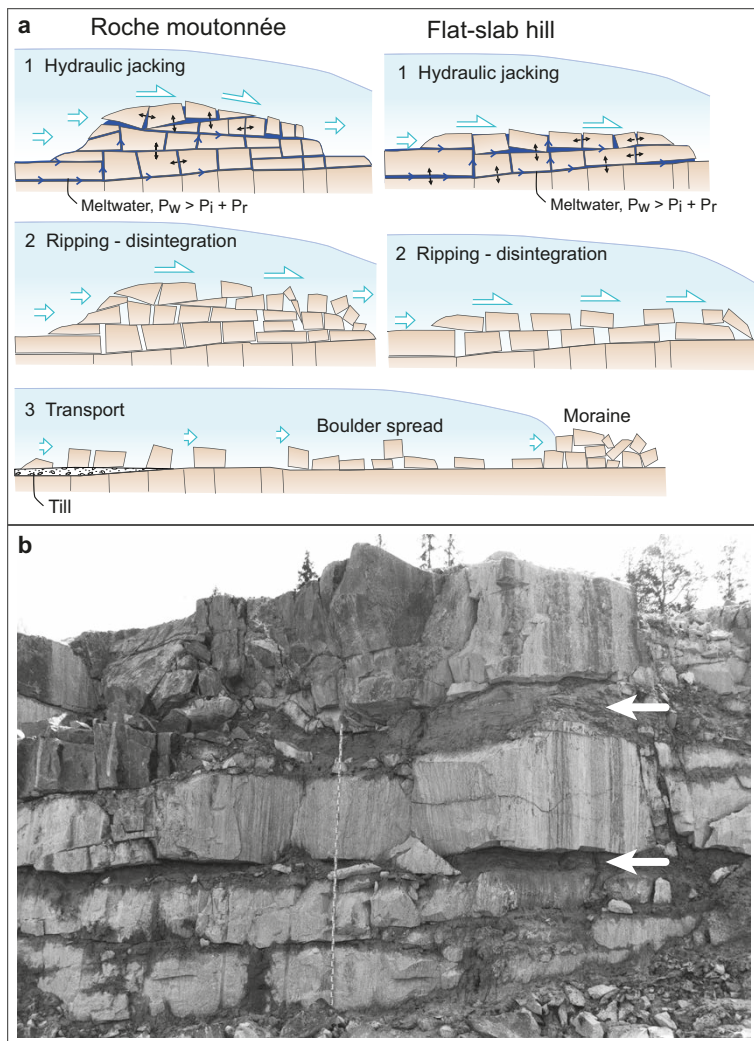 a
Roche moutonnée
Flat-slab hill
1 Hydraulic jacking
1 Hydraulic jacking
Meltwater, Pw > Pi + Pr
Meltwater, Pw > Pi + Pr
2 Ripping - disintegration
2 Ripping - disintegration
3 Transport
Boulder spread
Moraine
Till
b